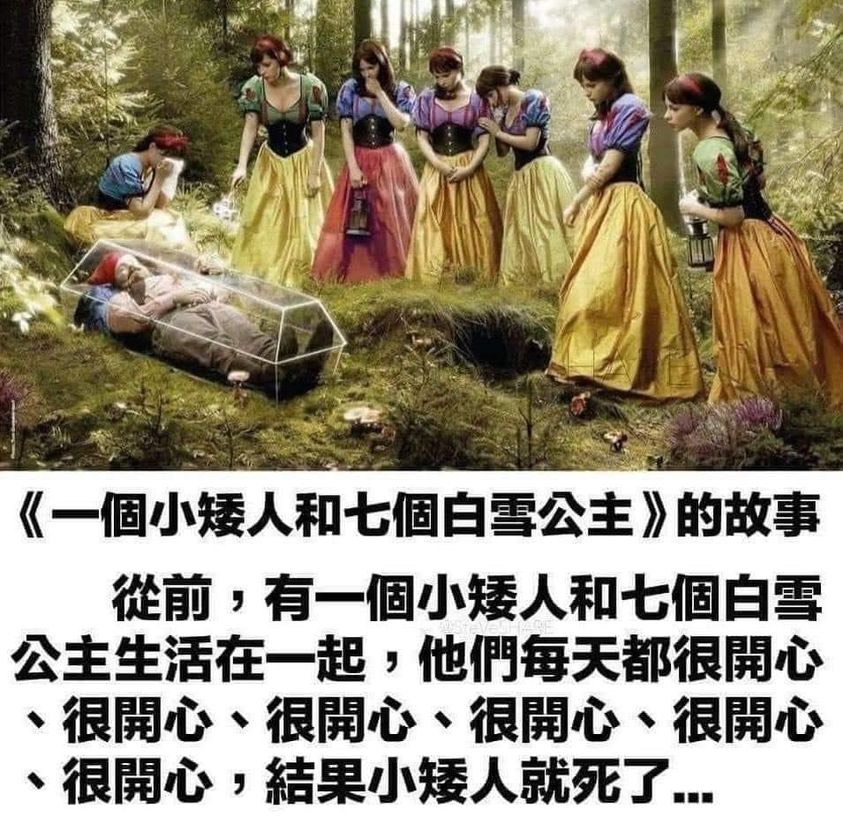 《一個小矮人和七個白雪公主》的故事
從前，有一個小矮人和七個白雪
公主生活在一起，他們每天都很開心
、很開心、很開心、很開心、很開心
、很開心，結果小矮人就死了...